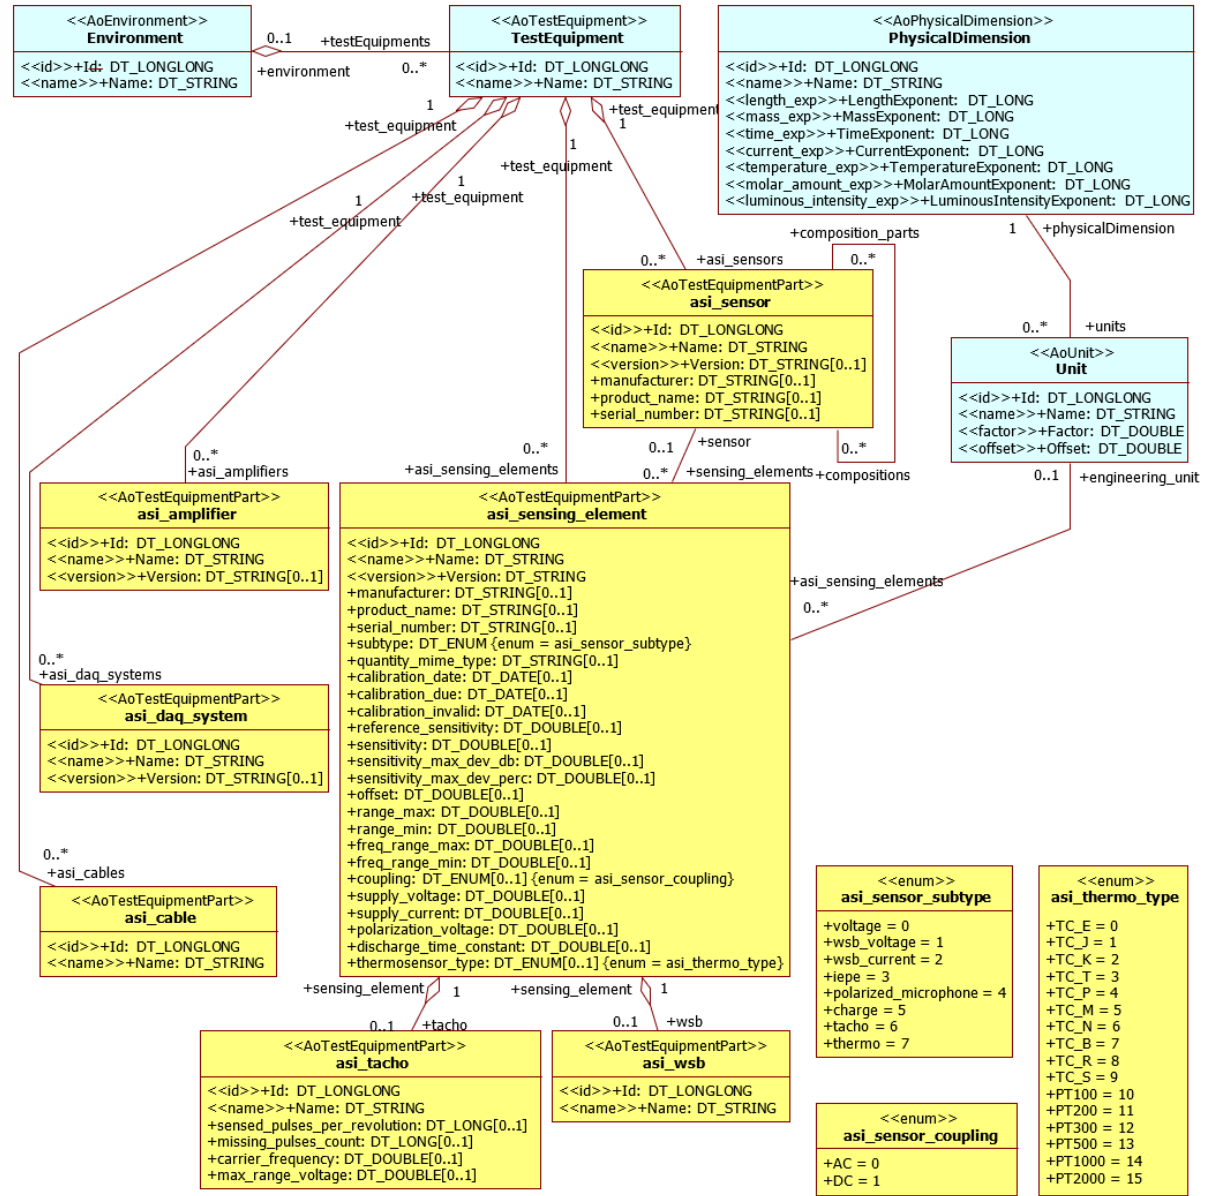 <<AoEnvironment>>
Environment
<<id>>+Id: DT_LONGLONG
<<name>>+Name: DT_STRING
0..1
+testEquipments
+environment
0..*
<<AoTestEquipment>>
TestEquipment
<<id>>+Id: DT_LONGLONG
<<name>>+Name: DT_STRING
<<AoPhysicalDimension>>
PhysicalDimension
<<id>>+Id: DT_LONGLONG
<<name>>+Name: DT_STRING
<<length_exp>>+LengthExponent: DT_LONG
<<mass_exp>>+MassExponent: DT_LONG
<<time_exp>>+TimeExponent: DT_LONG
<<current_exp>>+CurrentExponent: DT_LONG
<<temperature_exp>>+TemperatureExponent: DT_LONG
<<molar_amount_exp>>+MolarAmountExponent: DT_LONG
<<luminous_intensity_exp>>+LuminousIntensityExponent: DT_LONG
1
+test_equipment
+test_equipment
1
1
+test_equipment
1
+test_equipment
1
+test_equipment
1
+physicalDimension
+composition_parts
0..*
0..*
+asi_sensors
<<AoTestEquipmentPart>>
asi_sensor
<<id>>+Id: DT_LONGLONG
<<name>>+Name: DT_STRING
<<version>>+Version: DT_STRING[0..1]
+manufacturer: DT_STRING[0..1]
+product_name: DT_STRING[0..1]
+serial_number: DT_STRING[0..1]
0..*
+units
<<AoUnit>>
Unit
<<id>>+Id: DT_LONGLONG
<<name>>+Name: DT_STRING
<<factor>>+Factor: DT_DOUBLE
<<offset>>+Offset: DT_DOUBLE
0..1
+engineering_unit
0..1
+sensor
0..*
+compositions
0..*
+sensing_elements
0..*
+asi_sensing_elements
0..*
+asi_amplifiers
<<AoTestEquipmentPart>>
asi_amplifier
<<id>>+Id: DT_LONGLONG
<<name>>+Name: DT_STRING
<<version>>+Version: DT_STRING[0..1]
<<AoTestEquipmentPart>>
asi_sensing_element
<<id>>+Id: DT_LONGLONG
<<name>>+Name: DT_STRING
<<version>>+Version: DT_STRING
+manufacturer: DT_STRING[0..1]
+product_name: DT_STRING[0..1]
+serial_number: DT_STRING[0..1]
+subtype: DT_ENUM {enum = asi_sensor_subtype}
+quantity_mime_type: DT_STRING[0..1]
+calibration_date: DT_DATE[0..1]
+calibration_due: DT_DATE[0..1]
+calibration_invalid: DT_DATE[0..1]
+reference_sensitivity: DT_DOUBLE[0..1]
+sensitivity: DT_DOUBLE[0..1]
+sensitivity_max_dev_db: DT_DOUBLE[0..1]
+sensitivity_max_dev_perc: DT_DOUBLE[0..1]
+offset: DT_DOUBLE[0..1]
+range_max: DT_DOUBLE[0..1]
+range_min: DT_DOUBLE[0..1]
+freq_range_max: DT_DOUBLE[0..1]
+freq_range_min: DT_DOUBLE[0..1]
+coupling: DT_ENUM[0..1] {enum = asi_sensor_coupling}
+supply_voltage: DT_DOUBLE[0..1]
+supply_current: DT_DOUBLE[0..1]
+polarization_voltage: DT_DOUBLE[0..1]
+discharge_time_constant: DT_DOUBLE[0..1]
+thermosensor_type: DT_ENUM[0..1] {enum = asi_thermo_type}
+asi_sensing_elements
0..*
0..*
+asi_daq_systems
<<AoTestEquipmentPart>>
asi_daq_system
<<id>>+Id: DT_LONGLONG
<<name>>+Name: DT_STRING
<<version>>+Version: DT_STRING[0..1]
0..*
+asi_cables
<<AoTestEquipmentPart>>
asi_cable
<<id>>+Id: DT_LONGLONG
<<name>>+Name: DT_STRING
+sensing_element
1
0..1
+tacho
+sensing_element
1
0..1
+wsb
<<AoTestEquipmentPart>>
asi_tacho
<<id>>+Id: DT_LONGLONG
<<name>>+Name: DT_STRING
+sensed_pulses_per_revolution: DT_LONG[0..1]
+missing_pulses_count: DT_LONG[0..1]
+carrier_frequency: DT_DOUBLE[0..1]
+max_range_voltage: DT_DOUBLE[0..1]
<<AoTestEquipmentPart>>
asi_wsb
<<id>>+Id: DT_LONGLONG
<<name>>+Name: DT_STRING
<<enum>>
asi_sensor_subtype
+voltage = 0
+wsb_voltage = 1
+wsb_current = 2
+iepe = 3
+polarized_microphone = 4
+charge = 5
+tacho = 6
+thermo = 7
<<enum>>
asi_sensor_coupling
+AC = 0
+DC = 1
<<enum>>
asi_thermo_type
+TC_E = 0
+TC_J = 1
+TC_K = 2
+TC_T = 3
+TC_P = 4
+TC_M = 5
+TC_N = 6
+TC_B = 7
+TC_R = 8
+TC_S = 9
+PT100 = 10
+PT200 = 11
+PT300 = 12
+PT500 = 13
+PT1000 = 14
+PT2000 = 15